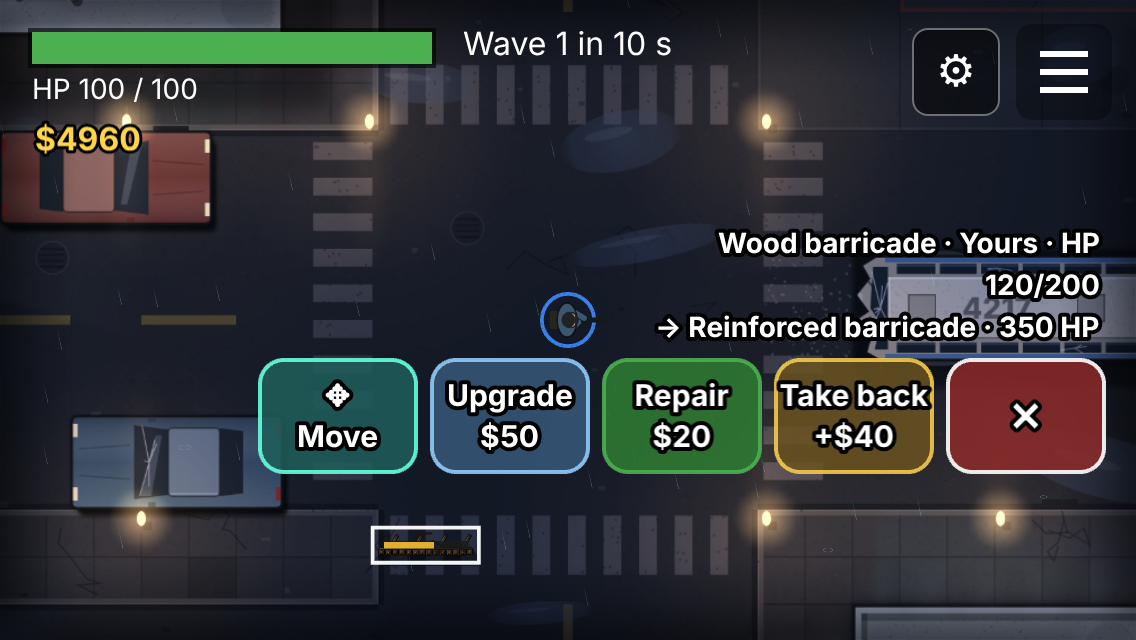 Wave 1 in 10 s
HP 100 / 100
$4960
Wood barricade · Yours · HP
120/200
→ Reinforced barricade · 350 HP
Move
Upgrade
$50
Repair
$20
Take back
+$40
×